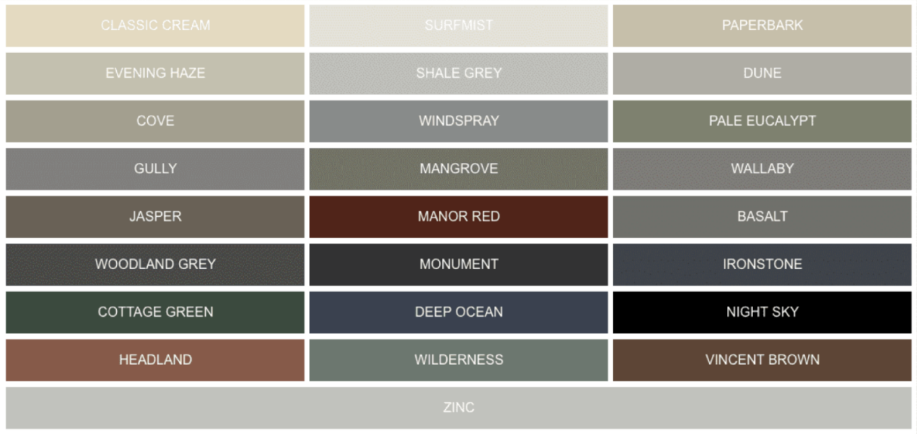 CLASSIC CREAM SURFMIST PAPERBARK
EVENING HAZE SHALE GREY DUNE
COVE WINDSPRAY PALE EUCALYPT
GULLY MANGROVE WALLABY
JASPER MANOR RED BASALT
WOODLAND GREY MONUMENT IRONSTONE
COTTAGE GREEN DEEP OCEAN NIGHT SKY
HEADLAND WILDERNESS VINCENT BROWN
ZINC